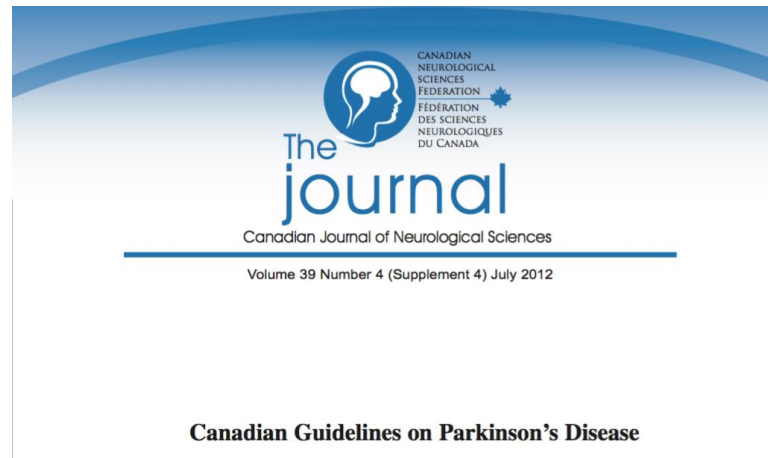 CANADIAN
NEUROLOGICAL
SCIENCES
FEDERATION
FÉDÉRATION
DES SCIENCES
NEUROLOGIQUES
DU CANADA
The
journal
Canadian Journal of Neurological Sciences
Volume 39 Number 4 (Supplement 4) July 2012
Canadian Guidelines on Parkinson's Disease